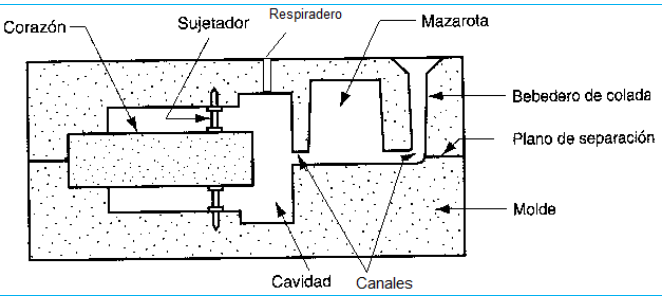 Corazón
Sujetador
Respiradero
Mazarota
Bebedero de colada
Plano de separación
Molde
Cavidad
Canales